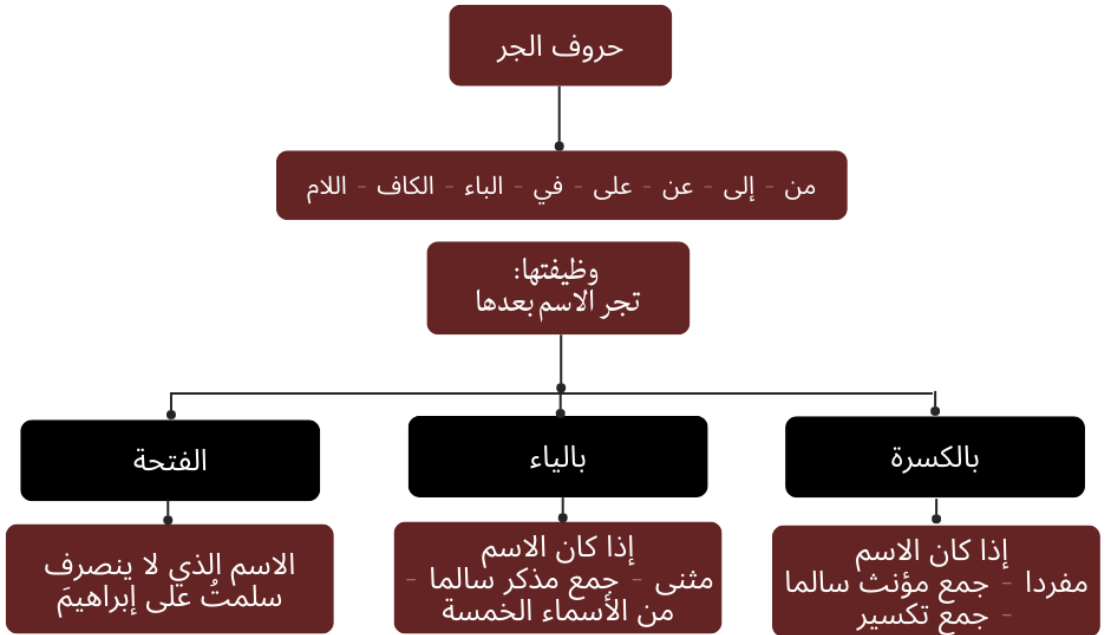 حروف الجر
من - إلى - عن - على - في - الباء - الكاف - اللام
وظيفتها:
تجر الاسم بعدها
بالكسرة
بالياء
الفتحة
إذا كان الاسم
مفردا - جمع مؤنث سالما
- جمع تكسير
إذا كان الاسم
مثنى - جمع مذكر سالما -
من الأسماء الخمسة
الاسم الذي لا ينصرف
سلمتُ على إبراهيمَ